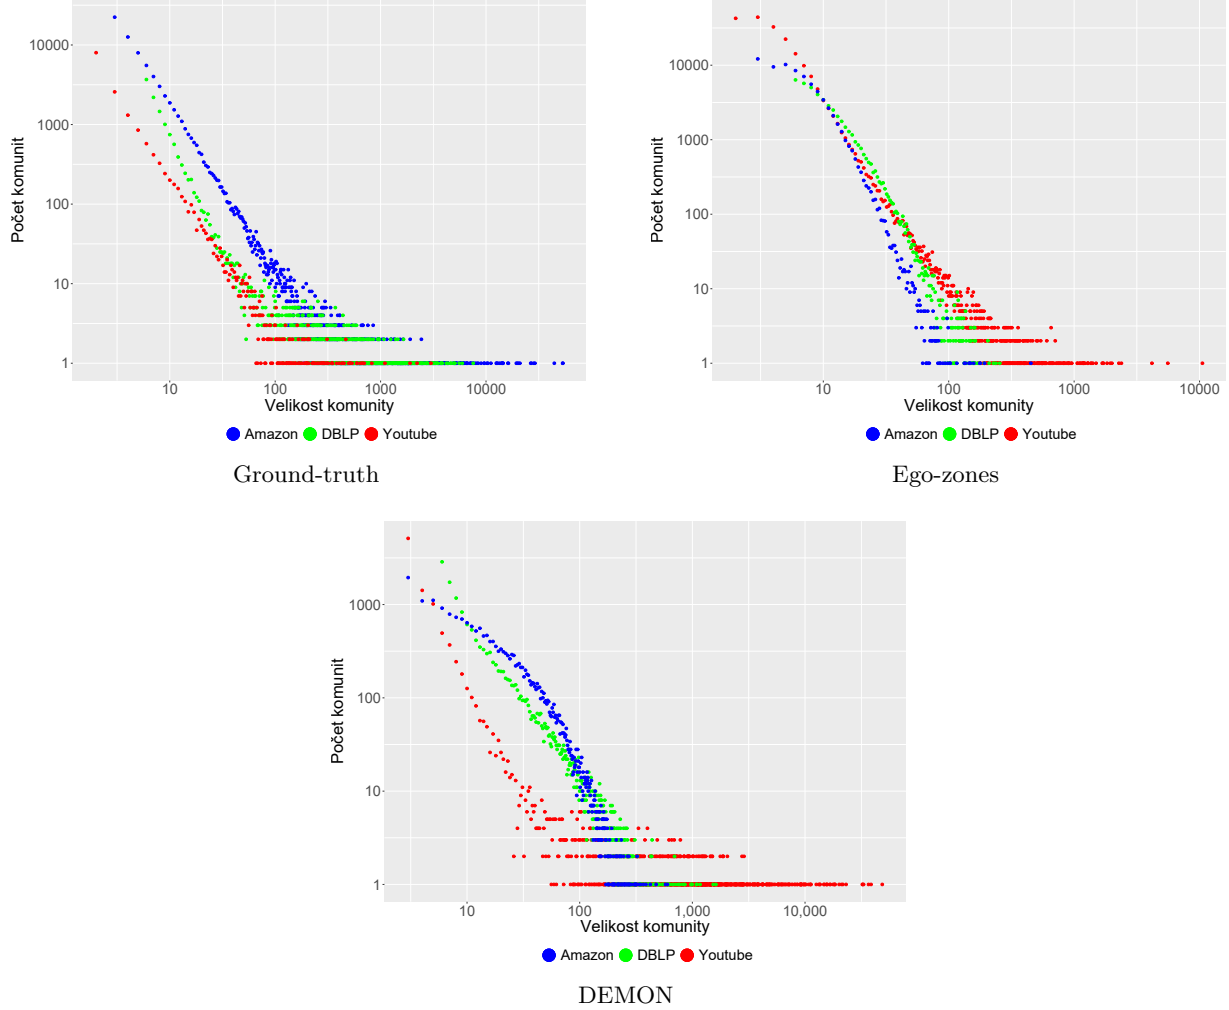 10000
1000
100
10
1
Počet komunit
10 100 1000 10000
Velikost komunity
Amazon DBLP Youtube
Ground-truth
10000
1000
100
10
1
Počet komunit
10 100 1000 10000
Velikost komunity
Amazon DBLP Youtube
Ego-zones
1000
100
10
1
Počet komunit
10 100 1,000 10,000
Velikost komunity
Amazon DBLP Youtube
DEMON